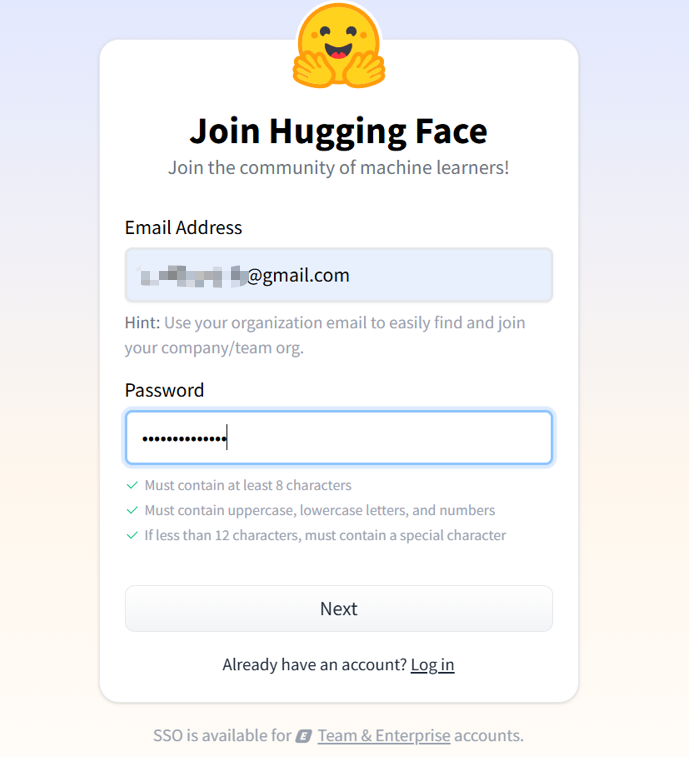 Join Hugging Face
Join the community of machine learners!
Email Address
@gmail.com
Hint: Use your organization email to easily find and join
your company/team org.
Password
••••••••••••••
Must contain at least 8 characters
Must contain uppercase, lowercase letters, and numbers
If less than 12 characters, must contain a special character
Next
Already have an account? Log in
SSO is available for E Team & Enterprise accounts.